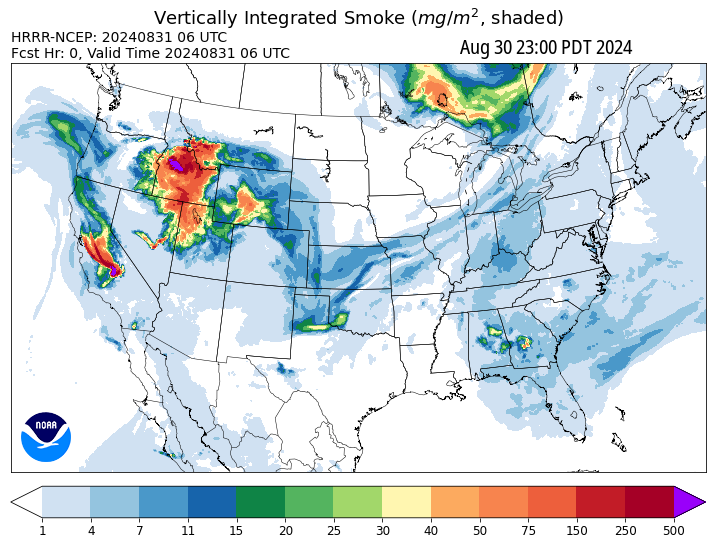 Vertically Integrated Smoke (mg/m², shaded)
HRRR-NCEP: 20240831 06 UTC
Fcst Hr: 0, Valid Time 20240831 06 UTC
Aug 30 23:00 PDT 2024
NOAA
1 4 7 11 15 20 25 30 40 50 75 150 250 500